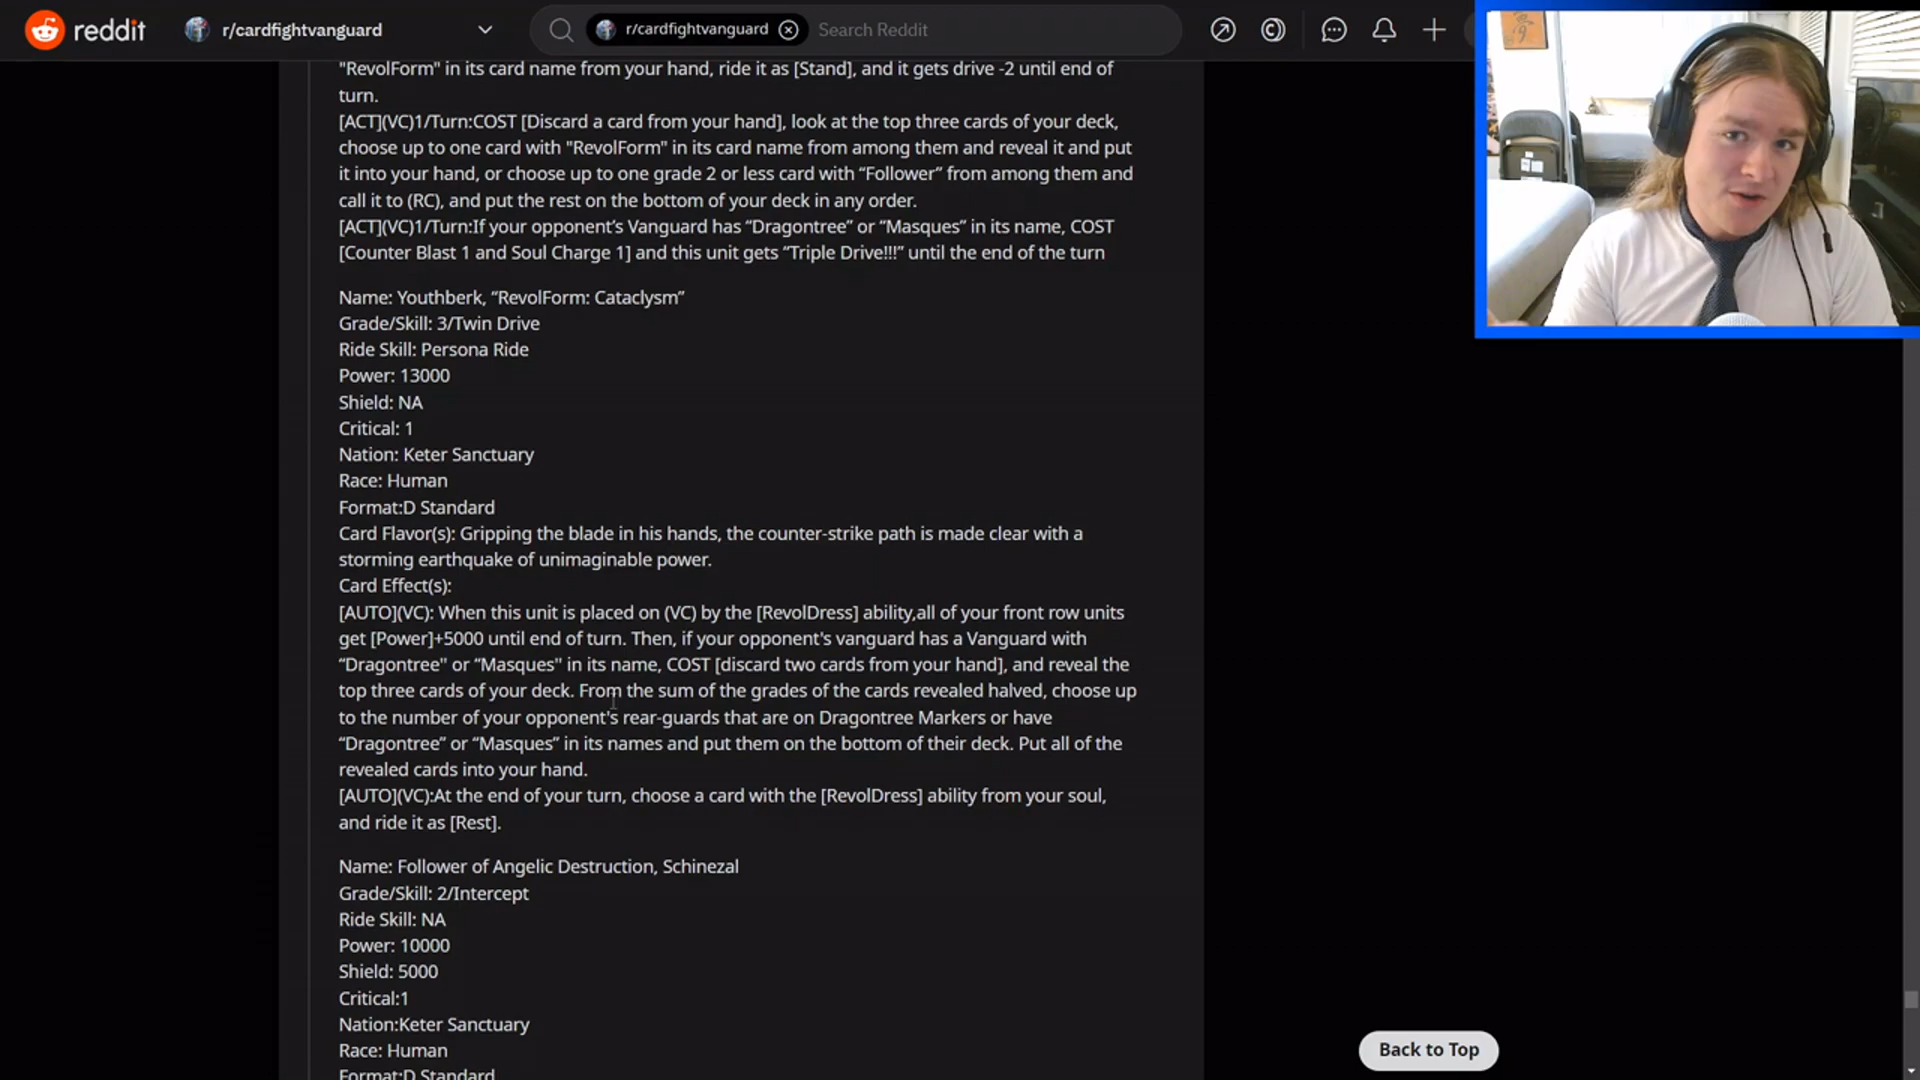 reddit
r/cardfightvanguard
r/cardfightvanguard
Search Reddit
"RevolForm" in its card name from your hand, ride it as [Stand], and it gets drive -2 until end of
turn.
[ACT](VC)1/Turn:COST [Discard a card from your hand], look at the top three cards of your deck,
choose up to one card with "RevolForm" in its card name from among them and reveal it and put
it into your hand, or choose up to one grade 2 or less card with “Follower” from among them and
call it to (RC), and put the rest on the bottom of your deck in any order.
[ACT](VC)1/Turn:If your opponent’s Vanguard has “Dragontree” or “Masques” in its name, COST
[Counter Blast 1 and Soul Charge 1] and this unit gets “Triple Drive!!!” until the end of the turn
Name: Youthberk, “RevolForm: Cataclysm”
Grade/Skill: 3/Twin Drive
Ride Skill: Persona Ride
Power: 13000
Shield: NA
Critical: 1
Nation: Keter Sanctuary
Race: Human
Format:D Standard
Card Flavor(s): Gripping the blade in his hands, the counter-strike path is made clear with a
storming earthquake of unimaginable power.
Card Effect(s):
[AUTO](VC): When this unit is placed on (VC) by the [RevolDress] ability,all of your front row units
get [Power]+5000 until end of turn. Then, if your opponent's vanguard has a Vanguard with
“Dragontree" or “Masques" in its name, COST [discard two cards from your hand], and reveal the
top three cards of your deck. From the sum of the grades of the cards revealed halved, choose up
to the number of your opponent's rear-guards that are on Dragontree Markers or have
“Dragontree” or “Masques” in its names and put them on the bottom of their deck. Put all of the
revealed cards into your hand.
[AUTO](VC):At the end of your turn, choose a card with the [RevolDress] ability from your soul,
and ride it as [Rest].
Name: Follower of Angelic Destruction, Schinezal
Grade/Skill: 2/Intercept
Ride Skill: NA
Power: 10000
Shield: 5000
Critical:1
Nation:Keter Sanctuary
Race: Human
Format:D Standard
Back to Top